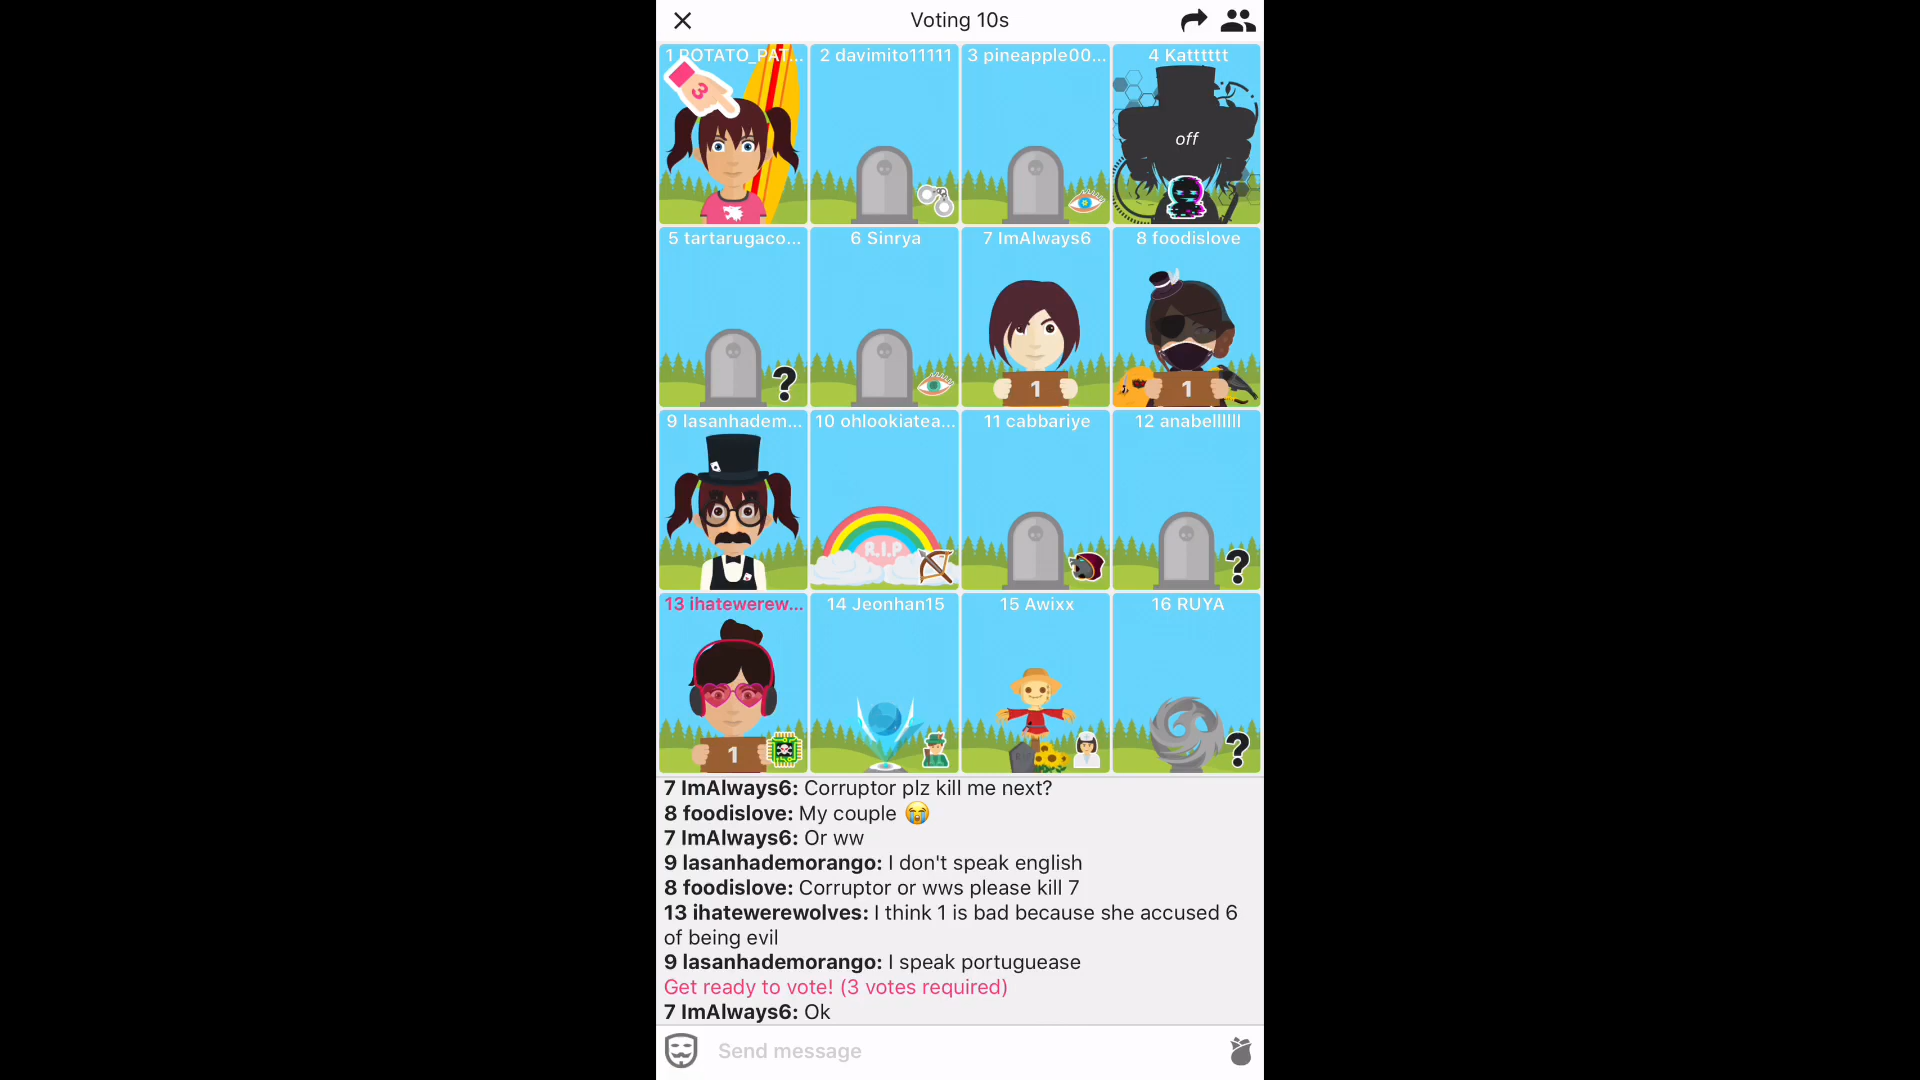 Voting 10s
1 POTATO_PAT...
2 davimito11111
3 pineapple00...
4 Katttttt
3
off
5 tartarugaco...
6 Sinrya
7 ImAlways6
8 foodislove
?
1
1
9 lasanhadem...
10 ohlookiatea...
11 cabbariye
12 anabellllll
R.I.P
?
13 ihatewerew...
14 Jeonhan15
15 Awixx
16 RUYA
1
?
7 ImAlways6: Corruptor plz kill me next?
8 foodislove: My couple 😭
7 ImAlways6: Or ww
9 lasanhademorango: I don't speak english
8 foodislove: Corruptor or wws please kill 7
13 ihatewerewolves: I think 1 is bad because she accused 6
of being evil
9 lasanhademorango: I speak portuguease
Get ready to vote! (3 votes required)
7 ImAlways6: Ok
Send message